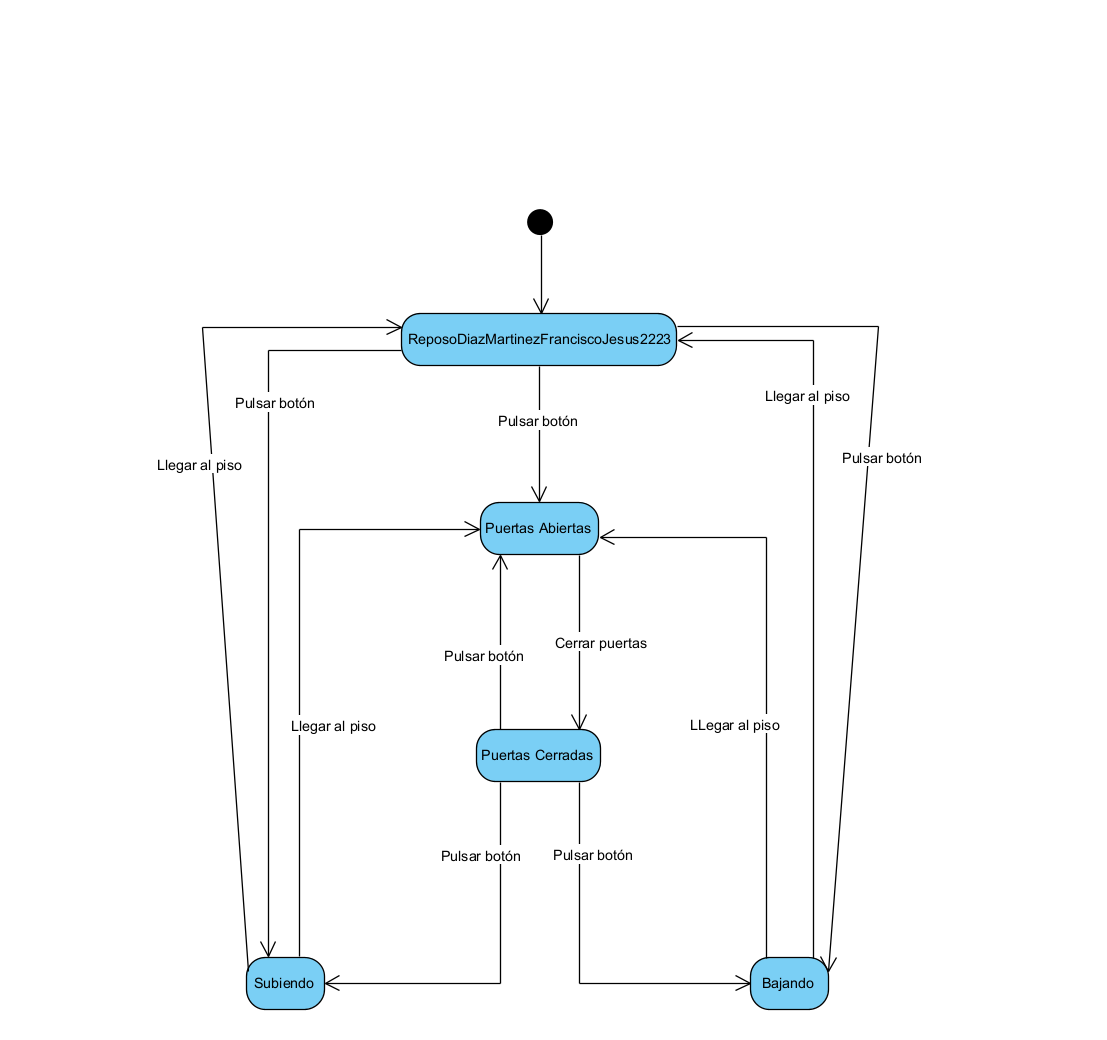 ReposoDiazMartinezFranciscoJesus2223
Llegar al piso
Pulsar botón
Pulsar botón
Pulsar botón
Llegar al piso
Puertas Abiertas
Cerrar puertas
Pulsar botón
Llegar al piso
LLegar al piso
Puertas Cerradas
Pulsar botón
Pulsar botón
Subiendo
Bajando